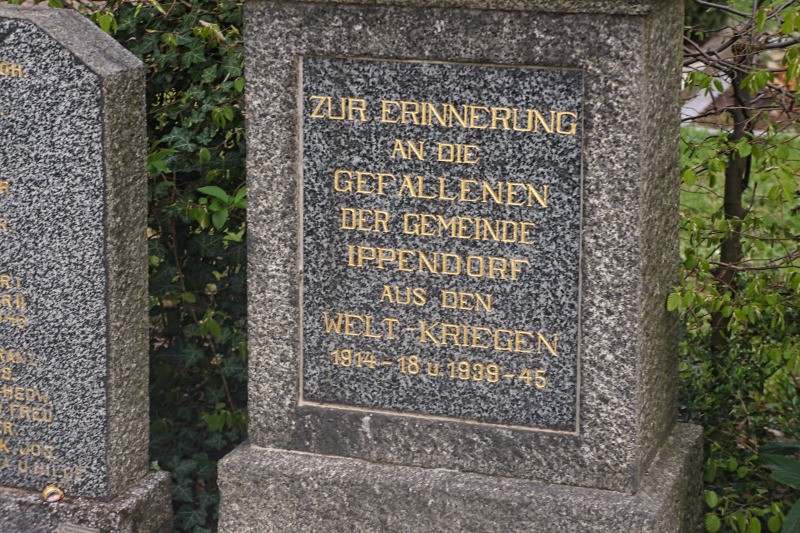 ZUR ERINNERUNG
AN DIE
GEFALLENEN
DER GEMEINDE
IPPENDORF
AUS DEN
WELT-KRIEGEN
1914-18 U. 1939-45